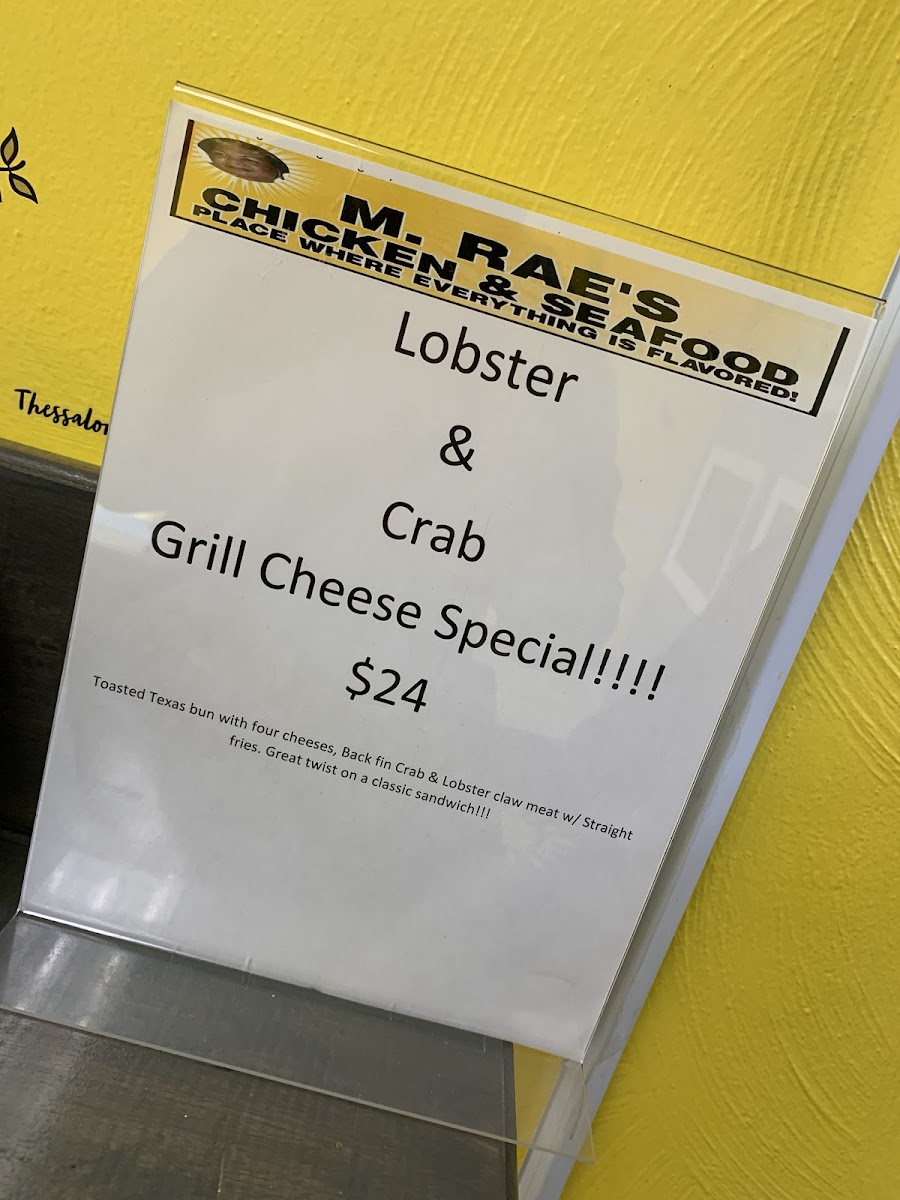 M. RAE'S
CHICKEN & SEAFOOD
PLACE WHERE EVERYTHING IS FLAVORED!
Lobster
&
Crab
Grill Cheese Special!!!!
$24
Toasted Texas bun with four cheeses, Back fin Crab & Lobster claw meat w/ Straight
fries. Great twist on a classic sandwich!!!
Thessalon